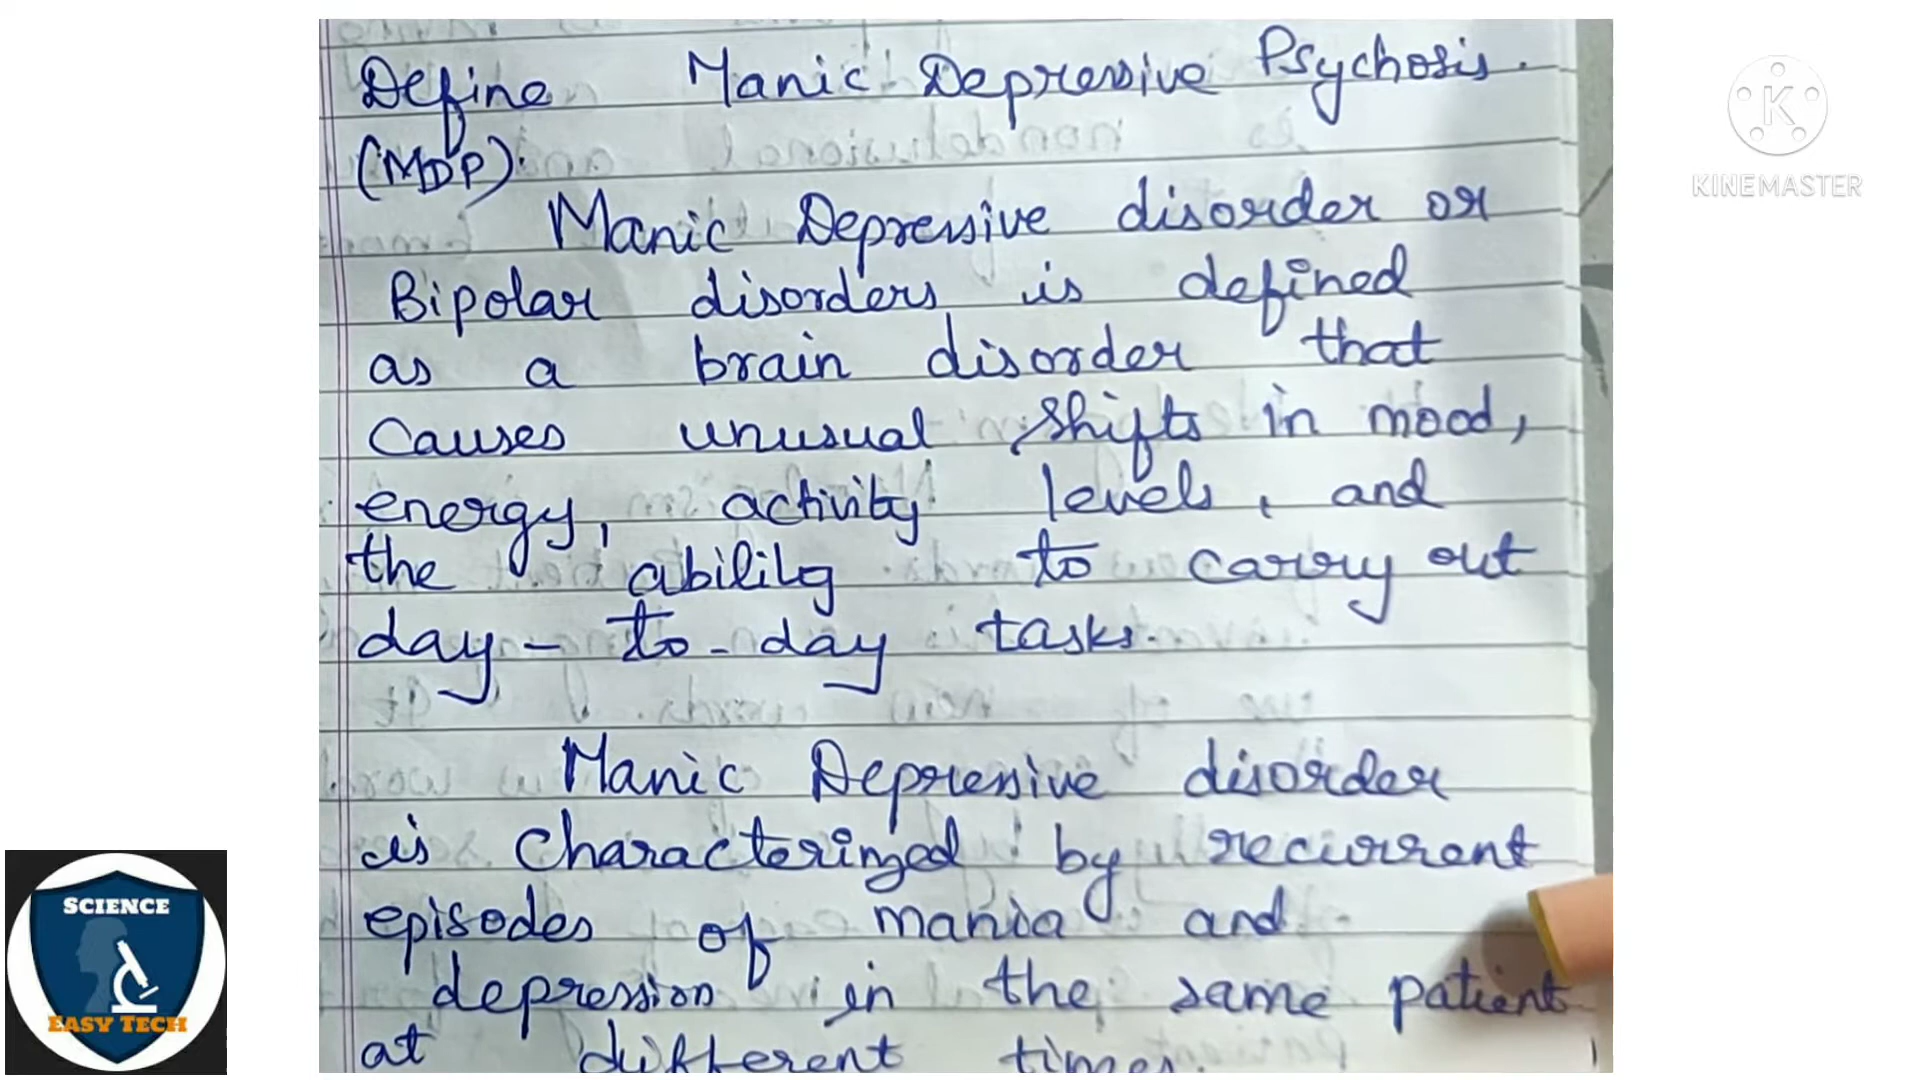 Define Manic Depressive Psychosis.
(MDP).
Manic Depressive disorder or
Bipolar disorders is defined
as a brain disorder that
causes unusual shifts in mood,
energy, activity levels, and
the ability to carry out
day-to-day tasks.
Manic Depressive disorder
is characterized by recurrent
episodes of mania and
depression in the same patient
at different times.
KINEMASTER
SCIENCE
EASY TECH